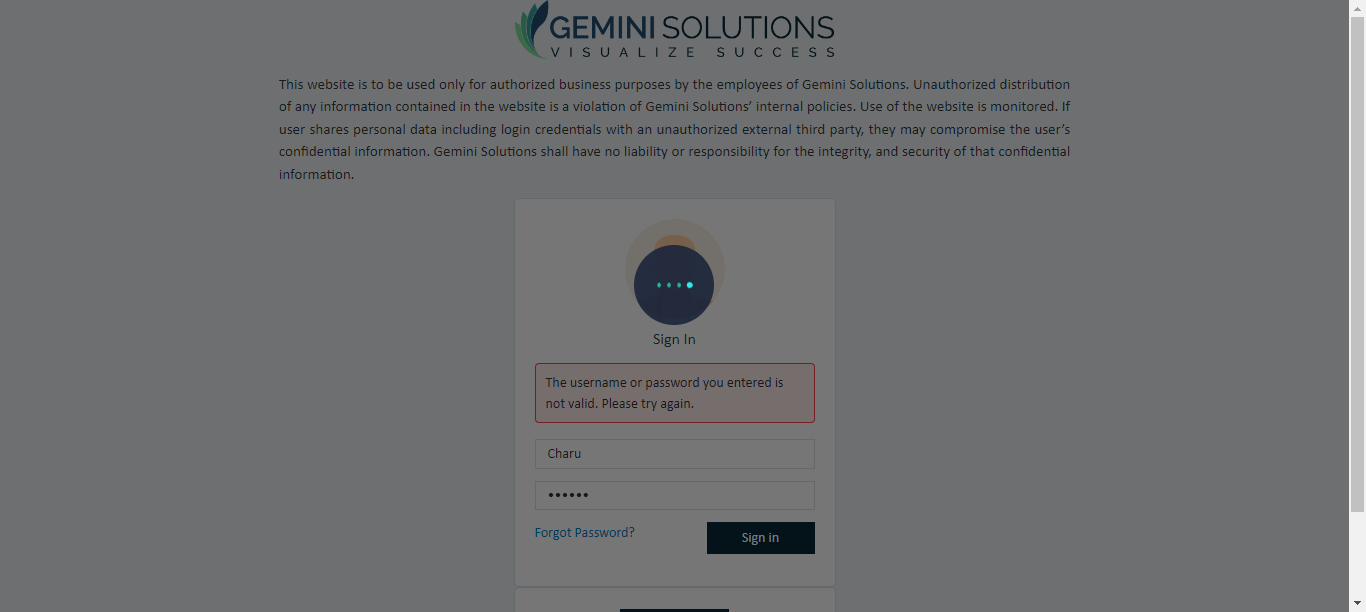 GEMINI SOLUTIONS
VISUALIZE SUCCESS
This website is to be used only for authorized business purposes by the employees of Gemini Solutions. Unauthorized distribution
of any information contained in the website is a violation of Gemini Solutions’ internal policies. Use of the website is monitored. If
user shares personal data including login credentials with an unauthorized external third party, they may compromise the user’s
confidential information. Gemini Solutions shall have no liability or responsibility for the integrity, and security of that confidential
information.
Sign In
The username or password you entered is
not valid. Please try again.
Charu
••••••
Forgot Password?
Sign in